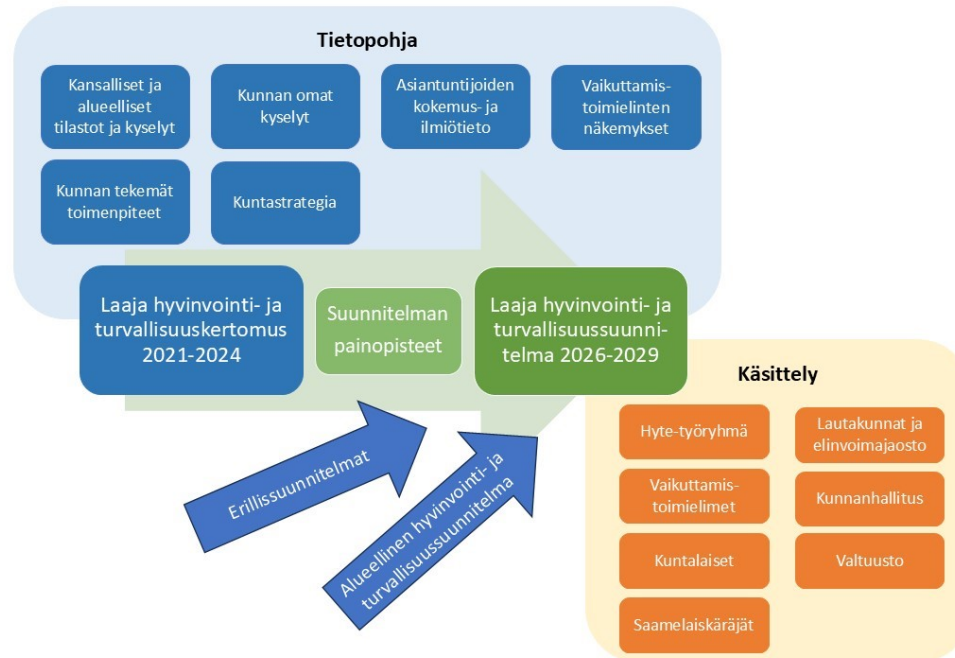 Tietopohja
Kansalliset ja
alueelliset
tilastot ja kyselyt
Kunnan omat
kyselyt
Asiantuntijoiden
kokemus- ja
ilmiötieto
Vaikuttamis-
toimielinten
näkemykset
Kunnan tekemät
toimenpiteet
Kuntastrategia
Laaja hyvinvointi- ja
turvallisuuskertomus
2021-2024
Suunnitelman
painopisteet
Laaja hyvinvointi- ja
turvallisuussuunni-
telma 2026-2029
Erillissuunnitelmat
Alueellinen hyvinvointi- ja
turvallisuussuunnitelma
Käsittely
Hyte-työryhmä
Lautakunnat ja
elinvoimajaosto
Vaikuttamis-
toimielimet
Kunnanhallitus
Kuntalaiset
Valtuusto
Saamelaiskäräjät